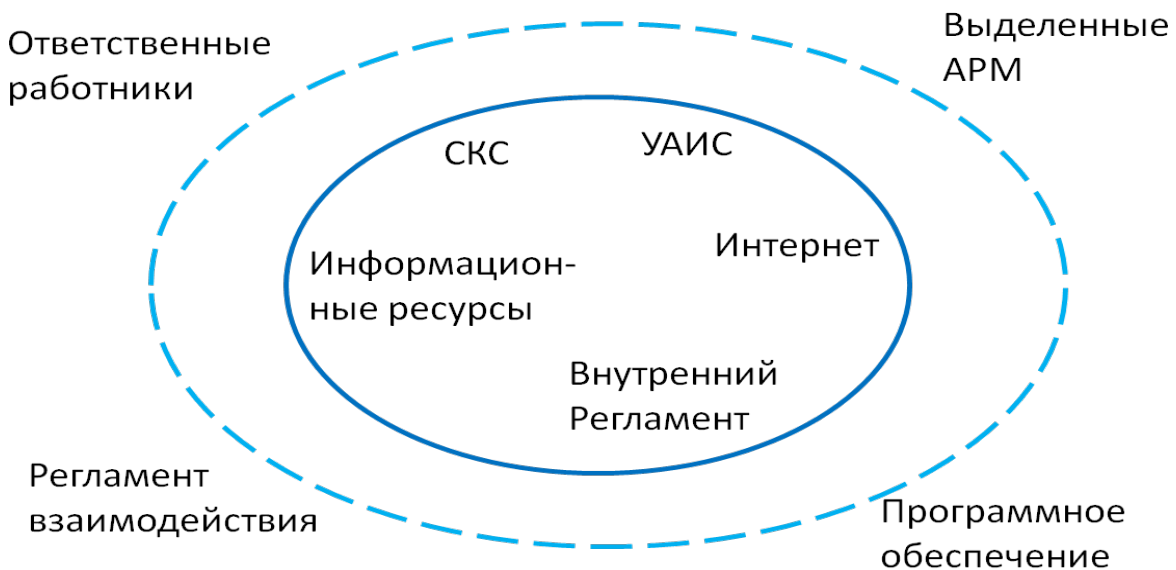 Ответственные
работники
Выделенные
АРМ
СКС
УАИС
Интернет
Информацион-
ные ресурсы
Внутренний
Регламент
Регламент
взаимодействия
Программное
обеспечение